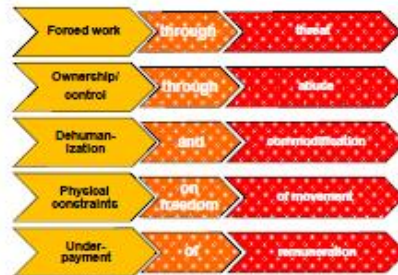 Forced work through threat
Ownership/
control through abuse
Dehuman-
ization and commodification
Physical
constraints on
freedom of movement
Under-
payment of remuneration